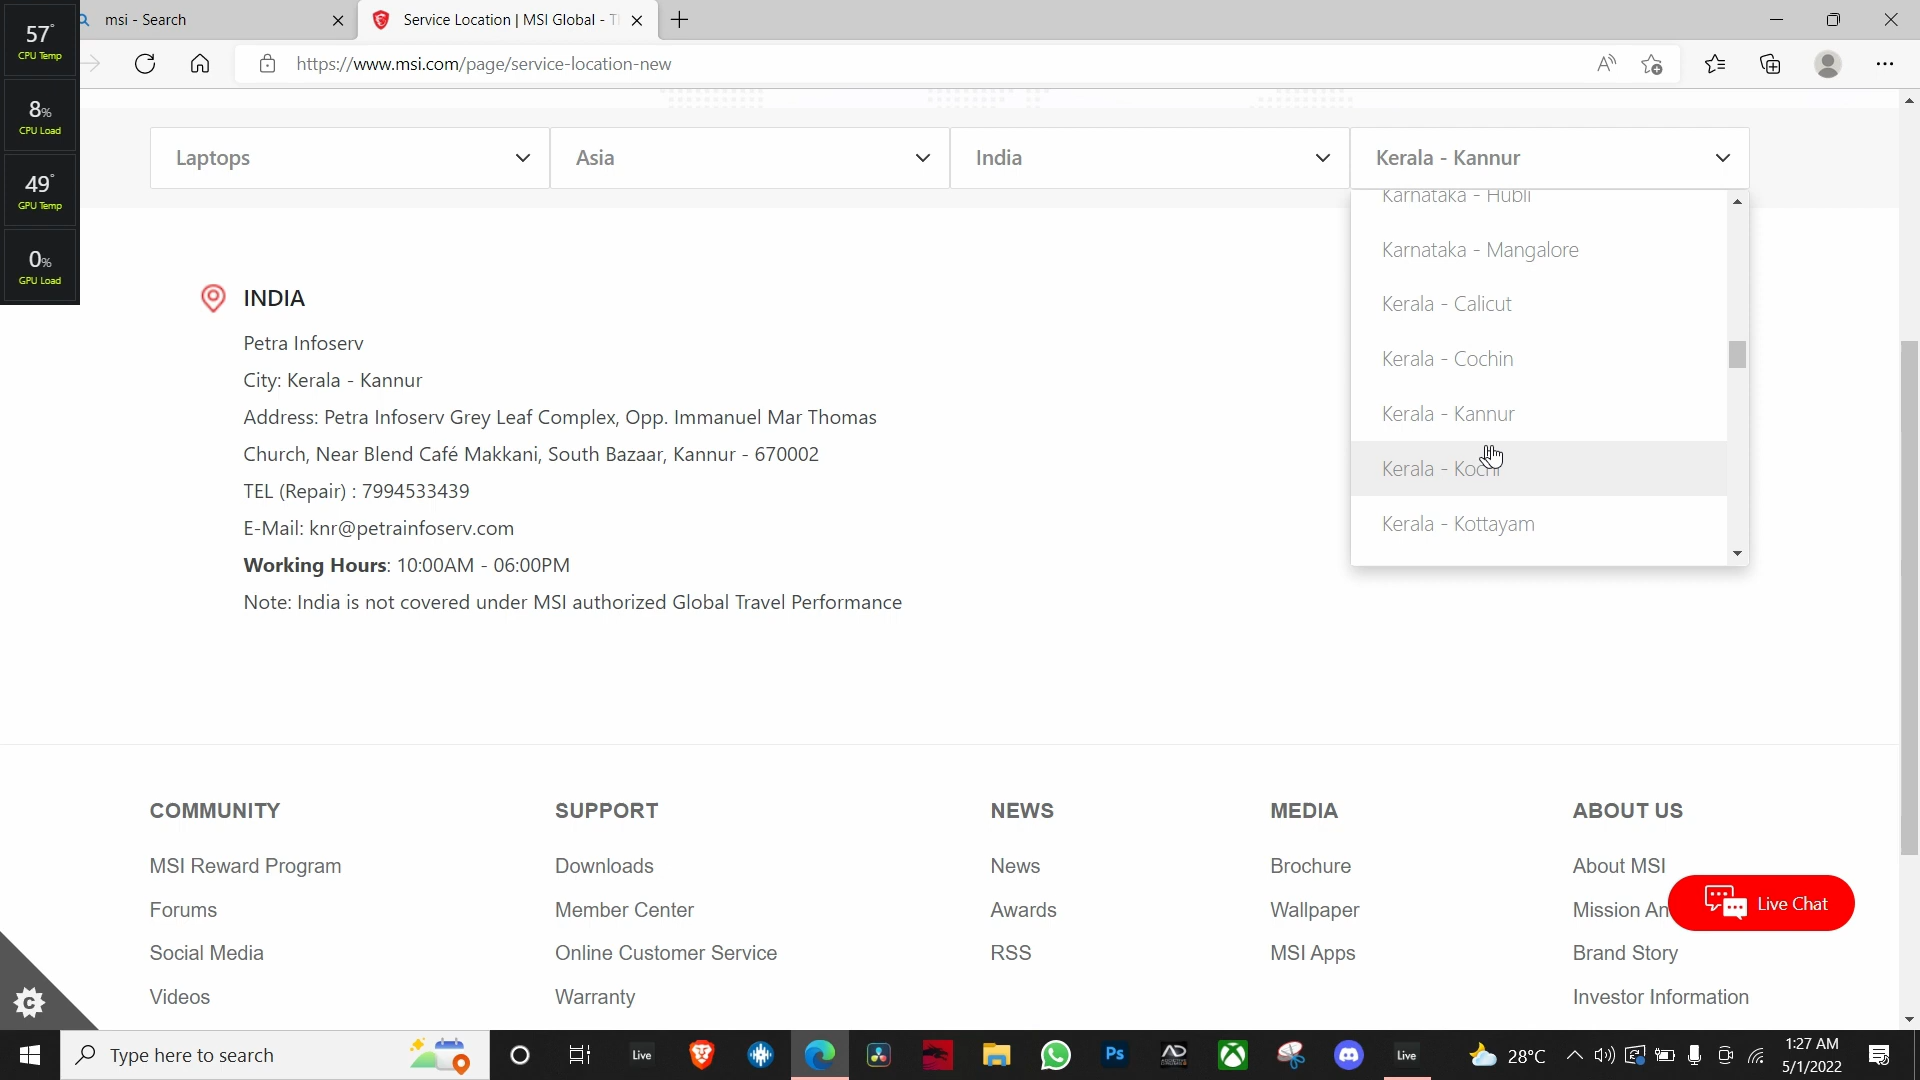 57°
CPU Temp
8%
CPU Load
49°
GPU Temp
0%
GPU Load
msi - Search
Service Location | MSI Global - T
https://www.msi.com/page/service-location-new
Laptops
Asia
India
Kerala - Kannur
Karnataka - Hubli
Karnataka - Mangalore
Kerala - Calicut
Kerala - Cochin
Kerala - Kannur
Kerala - Kochi
Kerala - Kottayam
INDIA
Petra Infoserv
City: Kerala - Kannur
Address: Petra Infoserv Grey Leaf Complex, Opp. Immanuel Mar Thomas
Church, Near Blend Café Makkani, South Bazaar, Kannur - 670002
TEL (Repair) : 7994533439
E-Mail: knr@petrainfoserv.com
Working Hours: 10:00AM - 06:00PM
Note: India is not covered under MSI authorized Global Travel Performance
COMMUNITY
MSI Reward Program
Forums
Social Media
Videos
SUPPORT
Downloads
Member Center
Online Customer Service
Warranty
NEWS
News
Awards
RSS
MEDIA
Brochure
Wallpaper
MSI Apps
ABOUT US
About MSI
Mission An
Brand Story
Investor Information
Live Chat
Type here to search
Live
Ps
Live
28°C
1:27 AM
5/1/2022